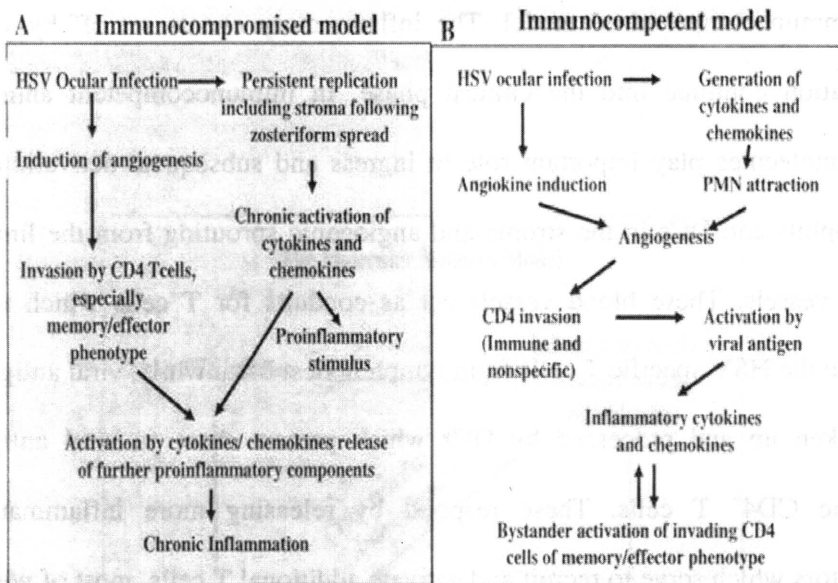 A Immunocompromised model
HSV Ocular Infection
Persistent replication
including stroma following
zosteriform spread
Induction of angiogenesis
Chronic activation of
cytokines and
chemokines
Invasion by CD4 Tcells,
especially
memory/effector
phenotype
Proinflammatory
stimulus
Activation by cytokines/ chemokines release
of further proinflammatory components
Chronic Inflammation
B Immunocompetent model
HSV ocular infection
Generation of
cytokines and
chemokines
Angiokine induction
PMN attraction
Angiogenesis
CD4 invasion
(Immune and
nonspecific)
Activation by
viral antigen
Inflammatory cytokines
and chemokines
Bystander activation of invading CD4
cells of memory/effector phenotype